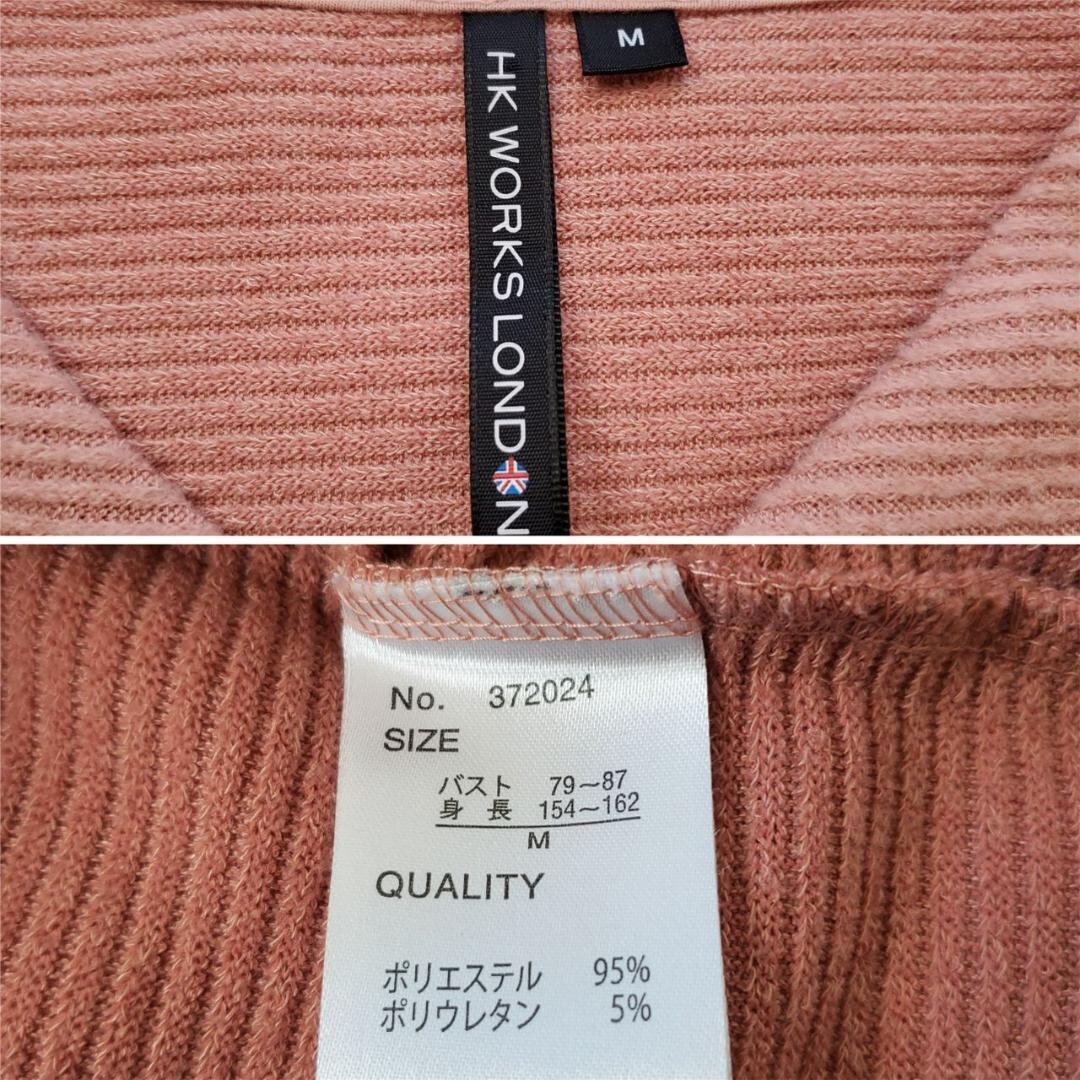 M
HK WORKS LONDON
No. 372024
SIZE
バスト 79~87
身長 154~162
M
QUALITY
ポリエステル 95%
ポリウレタン 5%